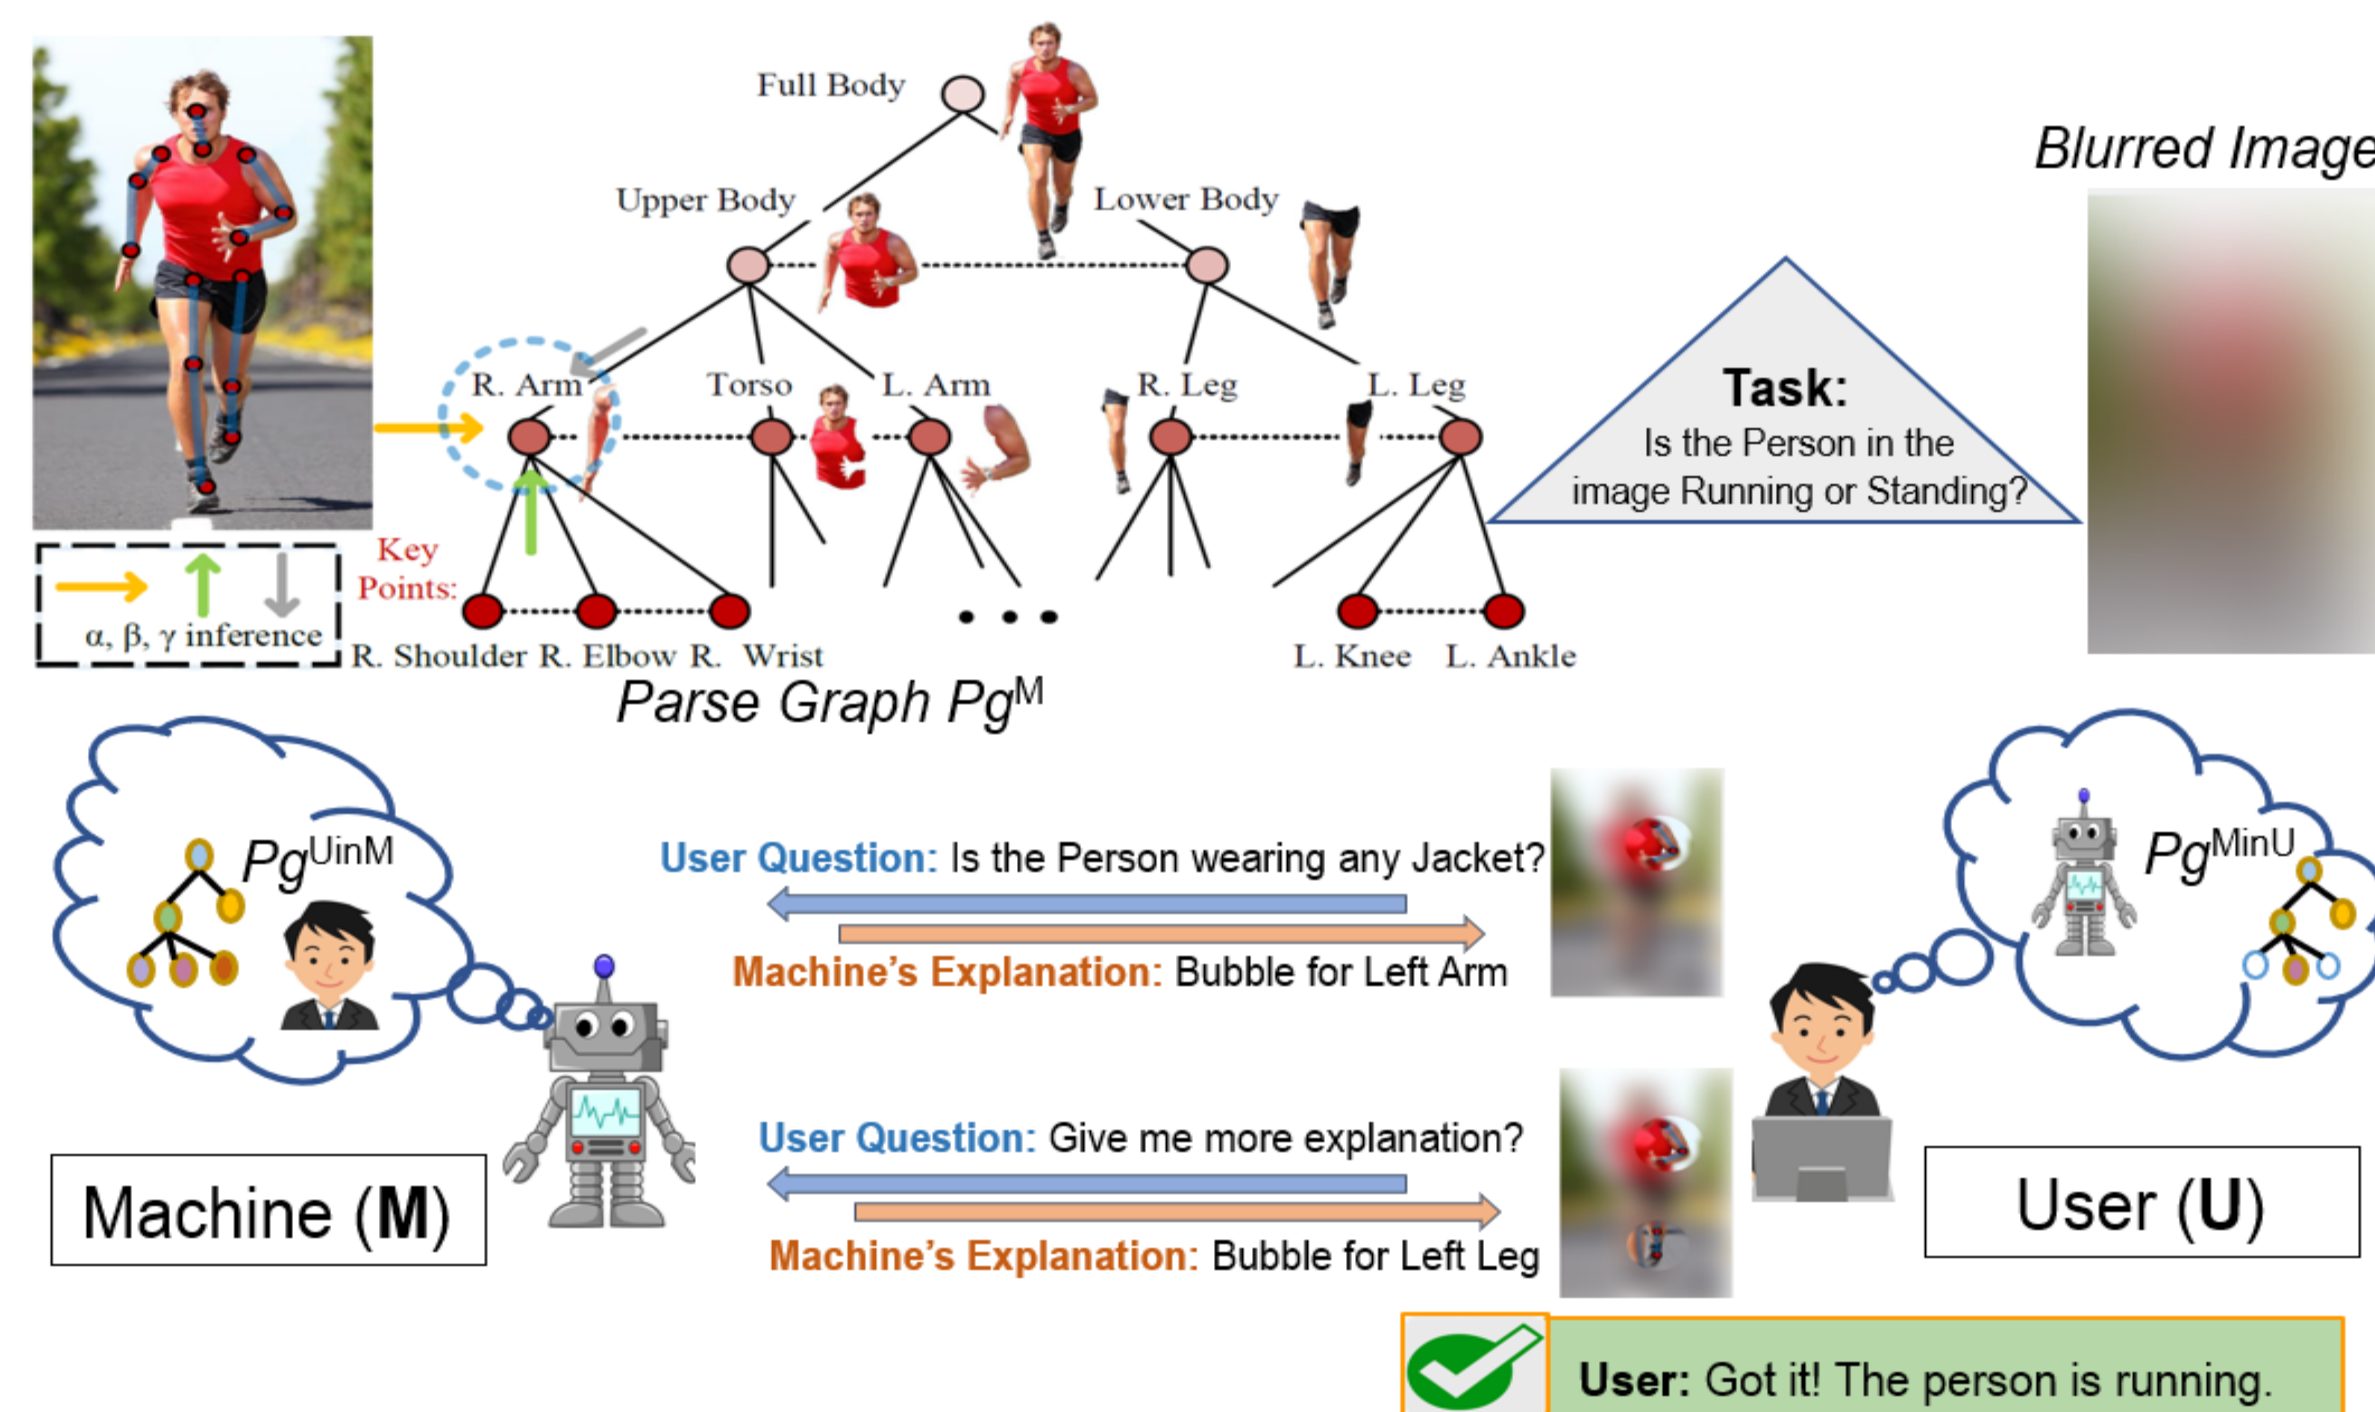 Full Body
Upper Body
Lower Body
R. Arm
Torso
L. Arm
R. Leg
L. Leg
Key
Points:
α, β, γ inference
R. Shoulder
R. Elbow
R. Wrist
L. Knee
L. Ankle
Parse Graph Pgᴹ
Task:
Is the Person in the
image Running or Standing?
Blurred Image
PgUinM
User Question: Is the Person wearing any Jacket?
Machine’s Explanation: Bubble for Left Arm
PgMinU
User Question: Give me more explanation?
Machine’s Explanation: Bubble for Left Leg
Machine (M)
User (U)
User: Got it! The person is running.